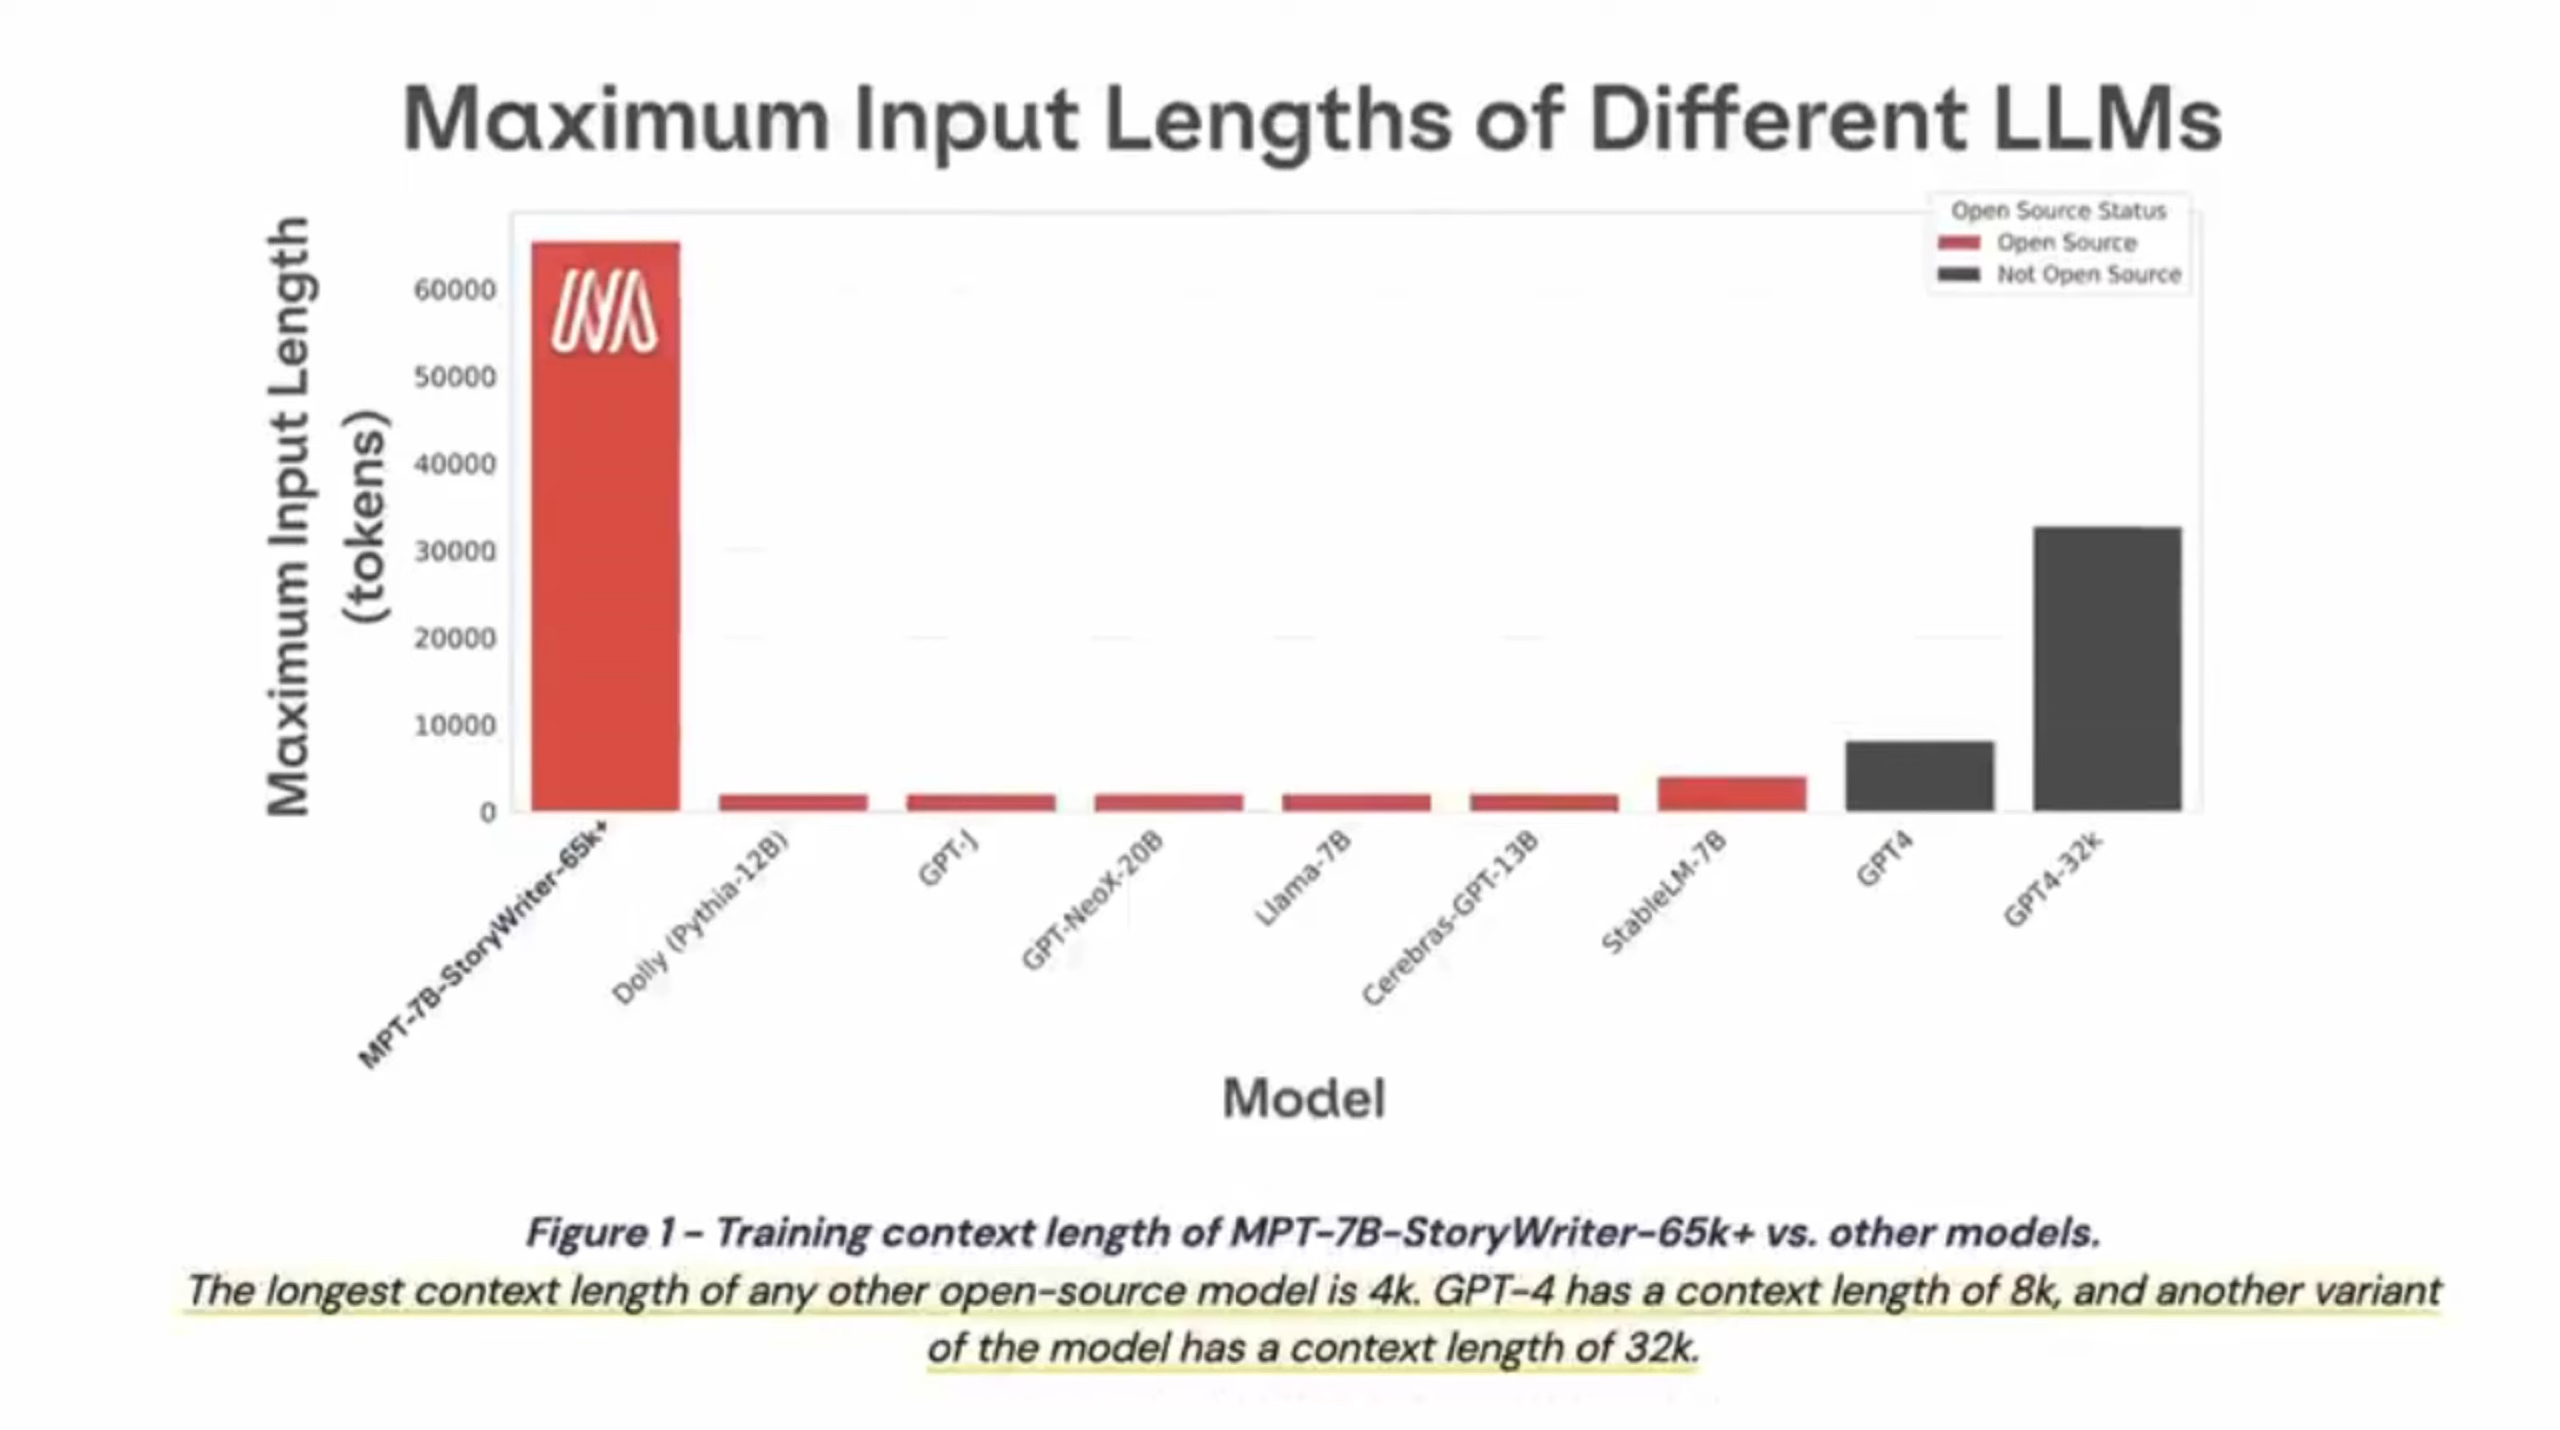 Maximum Input Lengths of Different LLMs
Maximum Input Length
(tokens)
60000
50000
40000
30000
20000
10000
0
Open Source Status
Open Source
Not Open Source
MPT-7B-StoryWriter-65k+
Dolly (Pythia-12B)
GPT-J
GPT-NeoX-20B
Llama-7B
Cerebras-GPT-13B
StableLM-7B
GPT4
GPT4-32k
Model
Figure 1 - Training context length of MPT-7B-StoryWriter-65k+ vs. other models.
The longest context length of any other open-source model is 4k. GPT-4 has a context length of 8k, and another variant
of the model has a context length of 32k.